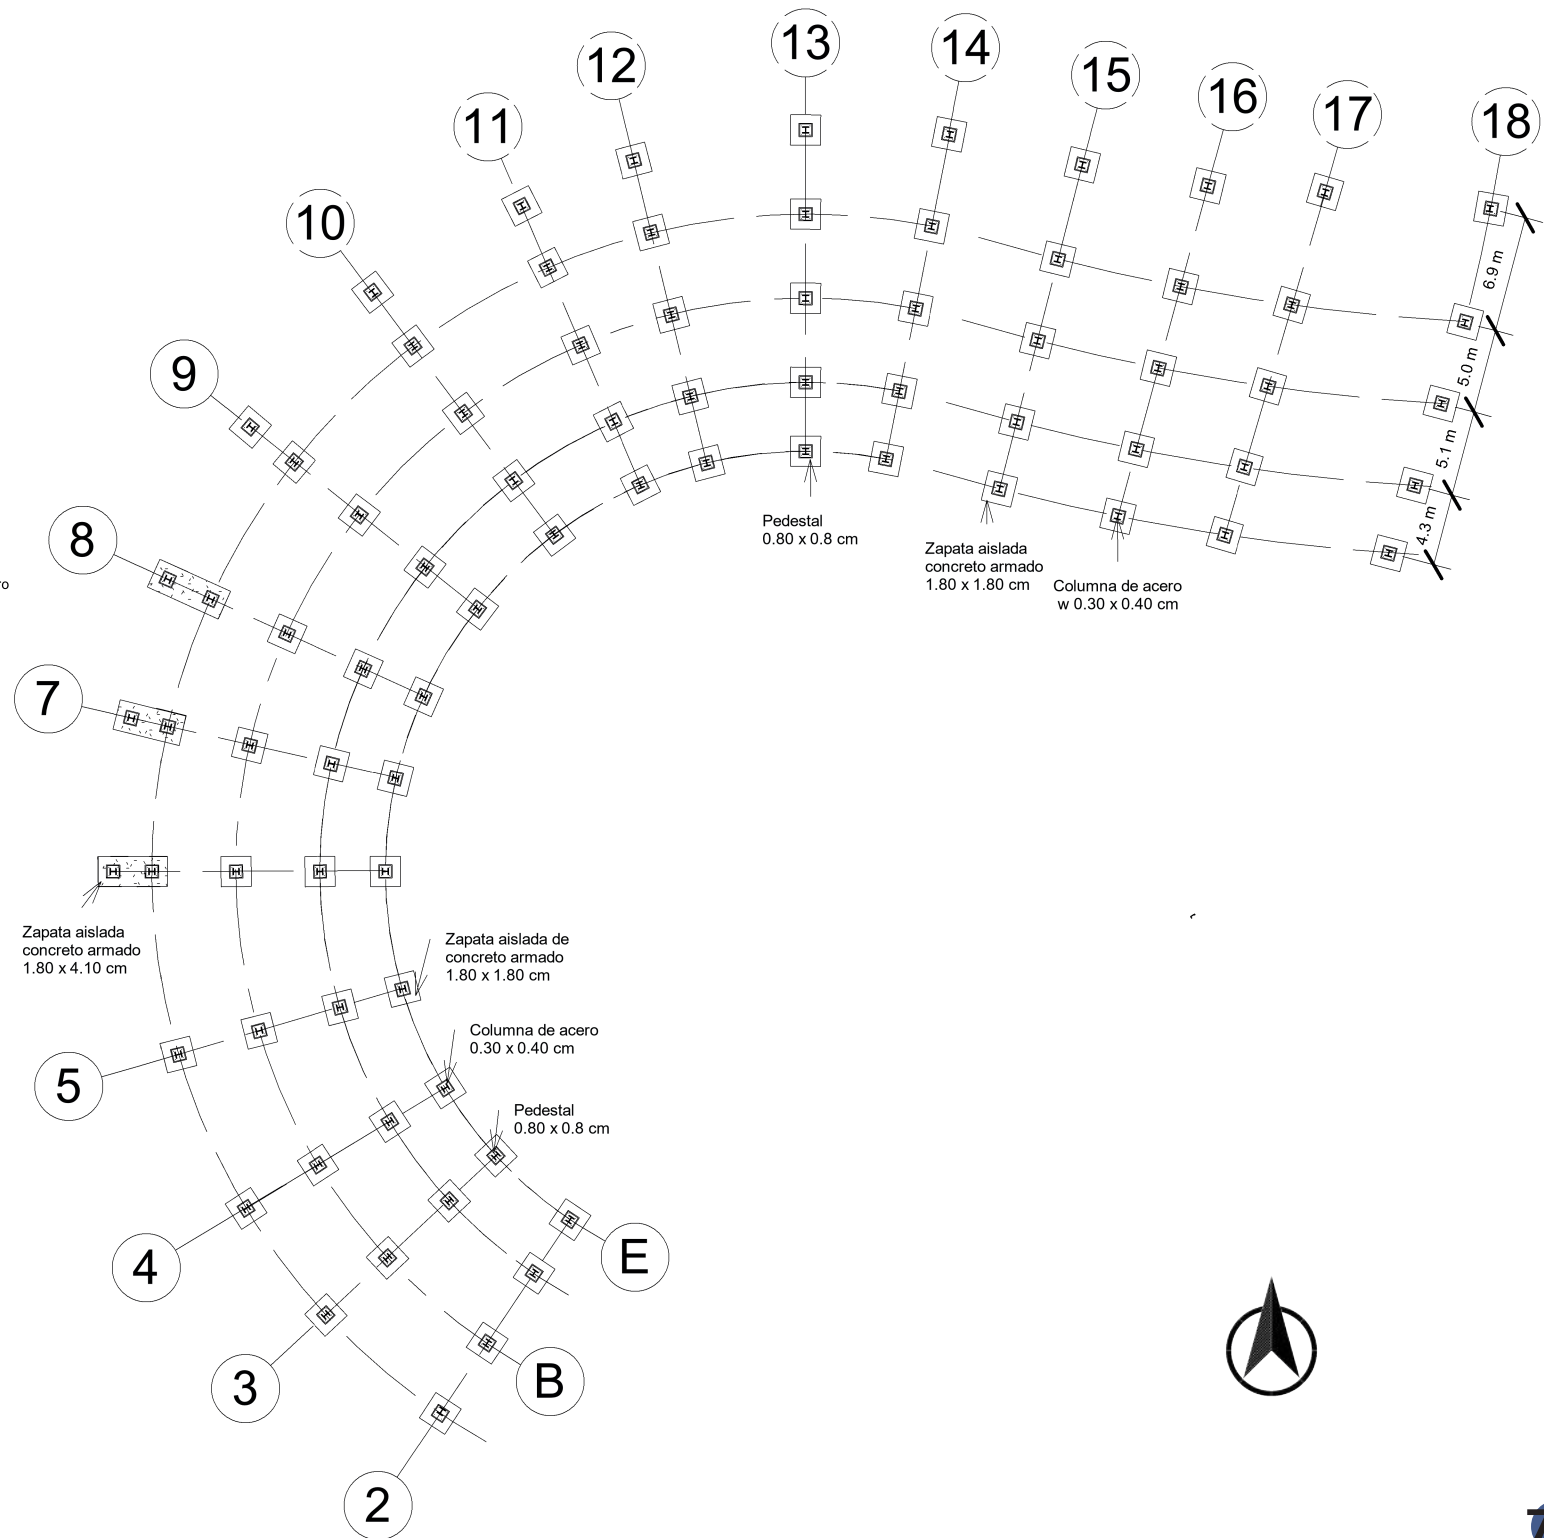 13
14
12
15
16
17
18
11
10
6.9 m
9
5.0 m
5.1 m
4.3 m
8
Pedestal
0.80 x 0.8 cm
Zapata aislada
concreto armado
1.80 x 1.80 cm
Columna de acero
w 0.30 x 0.40 cm
ro
7
Zapata aislada
concreto armado
1.80 x 4.10 cm
Zapata aislada de
concreto armado
1.80 x 1.80 cm
Columna de acero
0.30 x 0.40 cm
5
Pedestal
0.80 x 0.8 cm
4
E
3
B
2